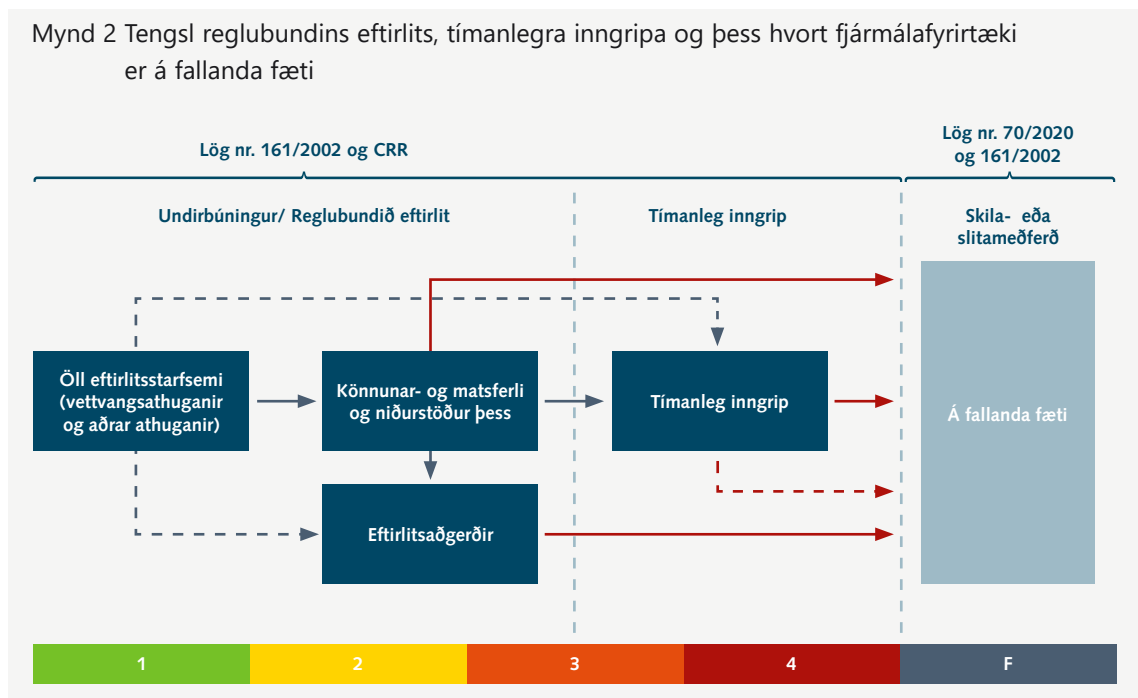 Mynd 2 Tengsl reglubundins eftirlits, tímanlegra inngripa og þess hvort fjármálafyrirtæki
er á fallanda fæti
Lög nr. 161/2002 og CRR
Lög nr. 70/2020
og 161/2002
Undirbúningur/ Reglubundið eftirlit
Tímanleg inngrip
Skila- eða
slitameðferð
Öll eftirlitsstarfsemi
(vettvangsathuganir
og aðrar athuganir)
Könnunar- og matsferli
og niðurstöður þess
Tímanleg inngrip
Á fallanda fæti
Eftirlitsaðgerðir
1
2
3
4
F